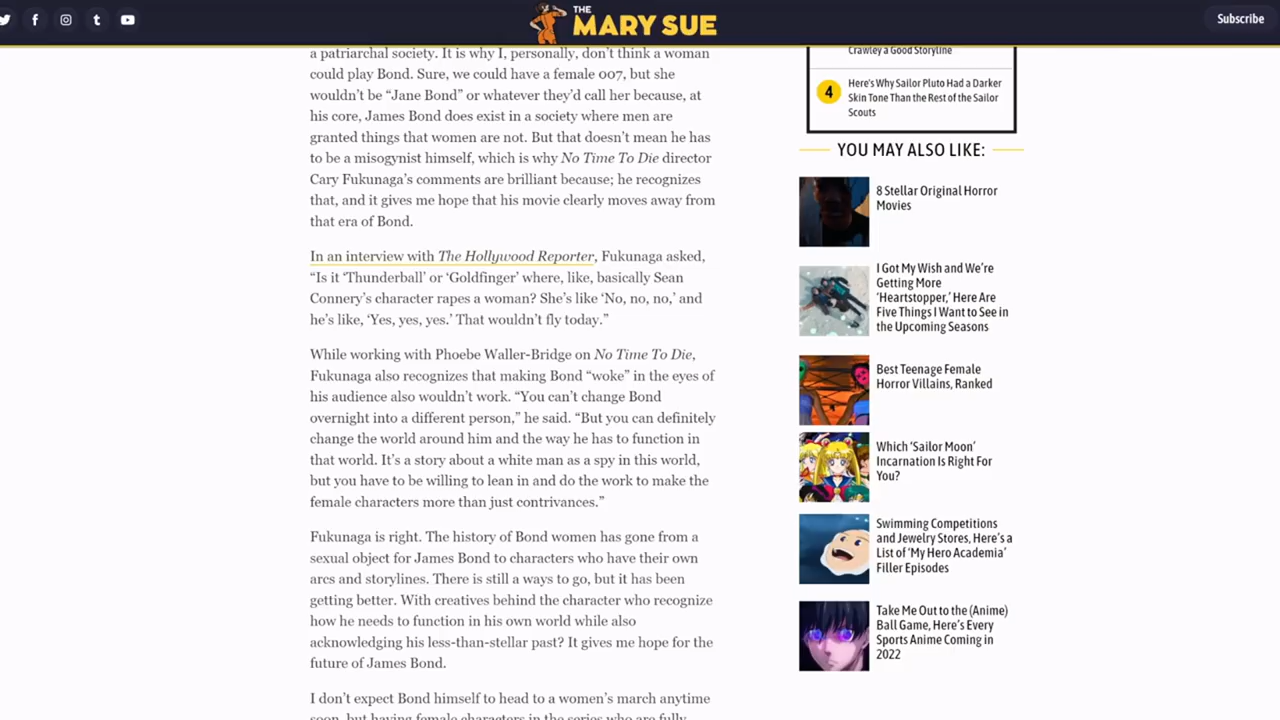 THE
MARY SUE
Subscribe
a patriarchal society. It is why I, personally, don't think a woman
could play Bond. Sure, we could have a female 007, but she
wouldn't be “Jane Bond” or whatever they'd call her because, at
his core, James Bond does exist in a society where men are
granted things that women are not. But that doesn't mean he has
to be a misogynist himself, which is why No Time To Die director
Cary Fukunaga's comments are brilliant because; he recognizes
that, and it gives me hope that his movie clearly moves away from
that era of Bond.
In an interview with The Hollywood Reporter, Fukunaga asked,
“Is it ‘Thunderball’ or ‘Goldfinger’ where, like, basically Sean
Connery's character rapes a woman? She's like ‘No, no, no,’ and
he's like, ‘Yes, yes, yes.’ That wouldn't fly today.”
While working with Phoebe Waller-Bridge on No Time To Die,
Fukunaga also recognizes that making Bond “woke” in the eyes of
his audience also wouldn't work. “You can't change Bond
overnight into a different person,” he said. “But you can definitely
change the world around him and the way he has to function in
that world. It's a story about a white man as a spy in this world,
but you have to be willing to lean in and do the work to make the
female characters more than just contrivances.”
Fukunaga is right. The history of Bond women has gone from a
sexual object for James Bond to characters who have their own
arcs and storylines. There is still a ways to go, but it has been
getting better. With creatives behind the character who recognize
how he needs to function in his own world while also
acknowledging his less-than-stellar past? It gives me hope for the
future of James Bond.
I don't expect Bond himself to head to a women's march anytime
soon, but having female characters in the series who are fully
Crawley a Good Storyline
4
Here's Why Sailor Pluto Had a Darker
Skin Tone Than the Rest of the Sailor
Scouts
YOU MAY ALSO LIKE:
8 Stellar Original Horror
Movies
I Got My Wish and We're
Getting More
‘Heartstopper,’ Here Are
Five Things I Want to See in
the Upcoming Seasons
Best Teenage Female
Horror Villains, Ranked
Which ‘Sailor Moon’
Incarnation Is Right For
You?
Swimming Competitions
and Jewelry Stores, Here's a
List of ‘My Hero Academia’
Filler Episodes
Take Me Out to the (Anime)
Ball Game, Here's Every
Sports Anime Coming in
2022